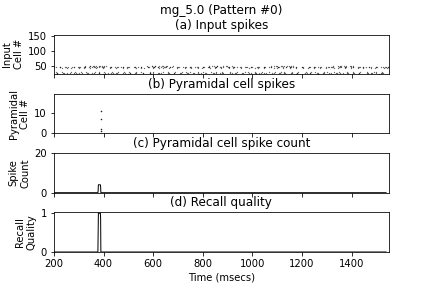 mg_5.0 (Pattern #0)
(a) Input spikes
Input
Cell #
150
100
50
(b) Pyramidal cell spikes
Pyramidal
Cell #
10
0
(c) Pyramidal cell spike count
Spike
Count
20
0
(d) Recall quality
Recall
Quality
1
0
200 400 600 800 1000 1200 1400
Time (msecs)